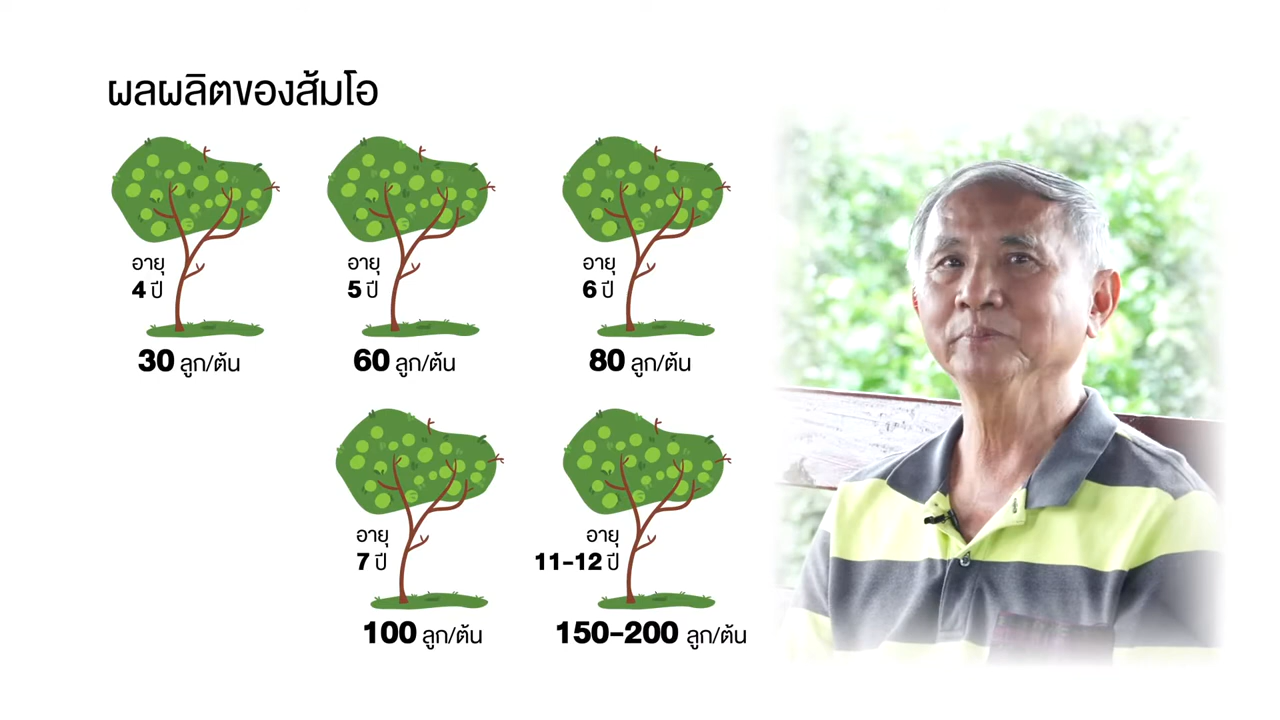 ผลผลิตของส้มโอ
อายุ
4 ปี
30 ลูก/ต้น
อายุ
5 ปี
60 ลูก/ต้น
อายุ
6 ปี
80 ลูก/ต้น
อายุ
7 ปี
100 ลูก/ต้น
อายุ
11-12 ปี
150-200 ลูก/ต้น